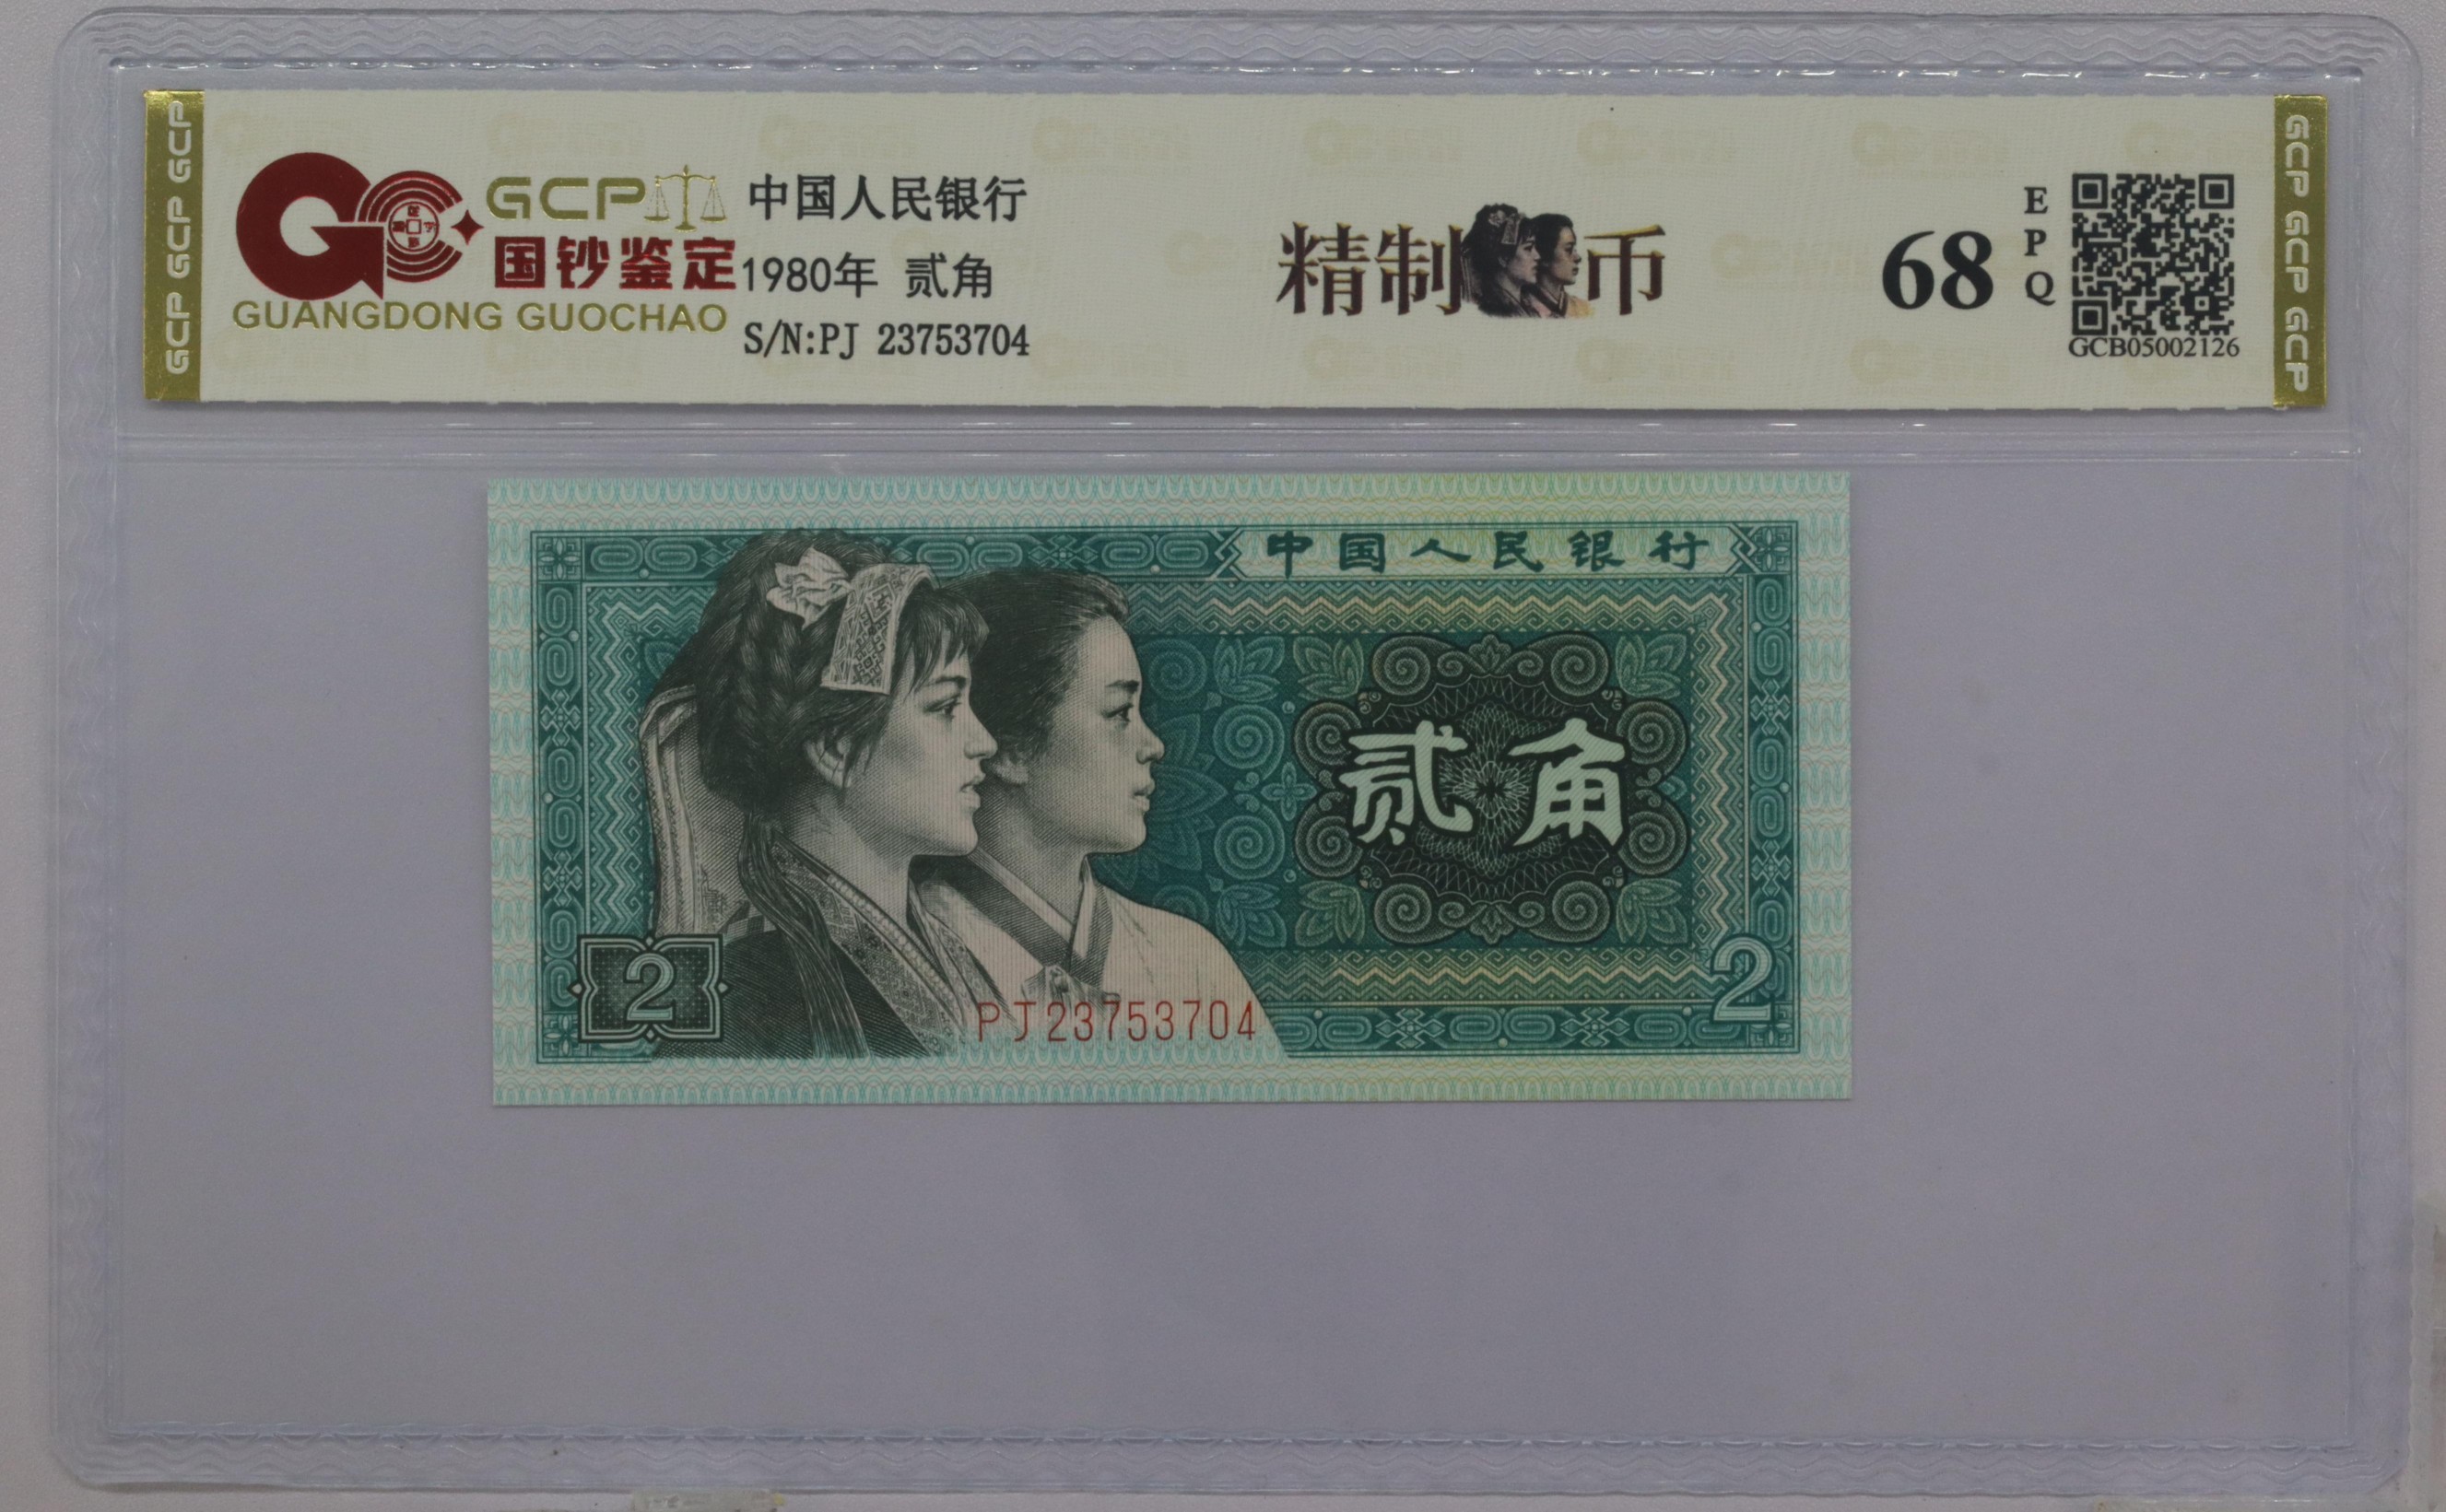 GCP GCP GCP
GCP
国钞鉴定
GUANGDONG GUOCHAO
中国人民银行
1980年 贰角
S/N:PJ 23753704
精制币
68
EPQ
GCB05002126
GCP GCP GCP GCP
中国人民银行
贰角
2
2
PJ23753704